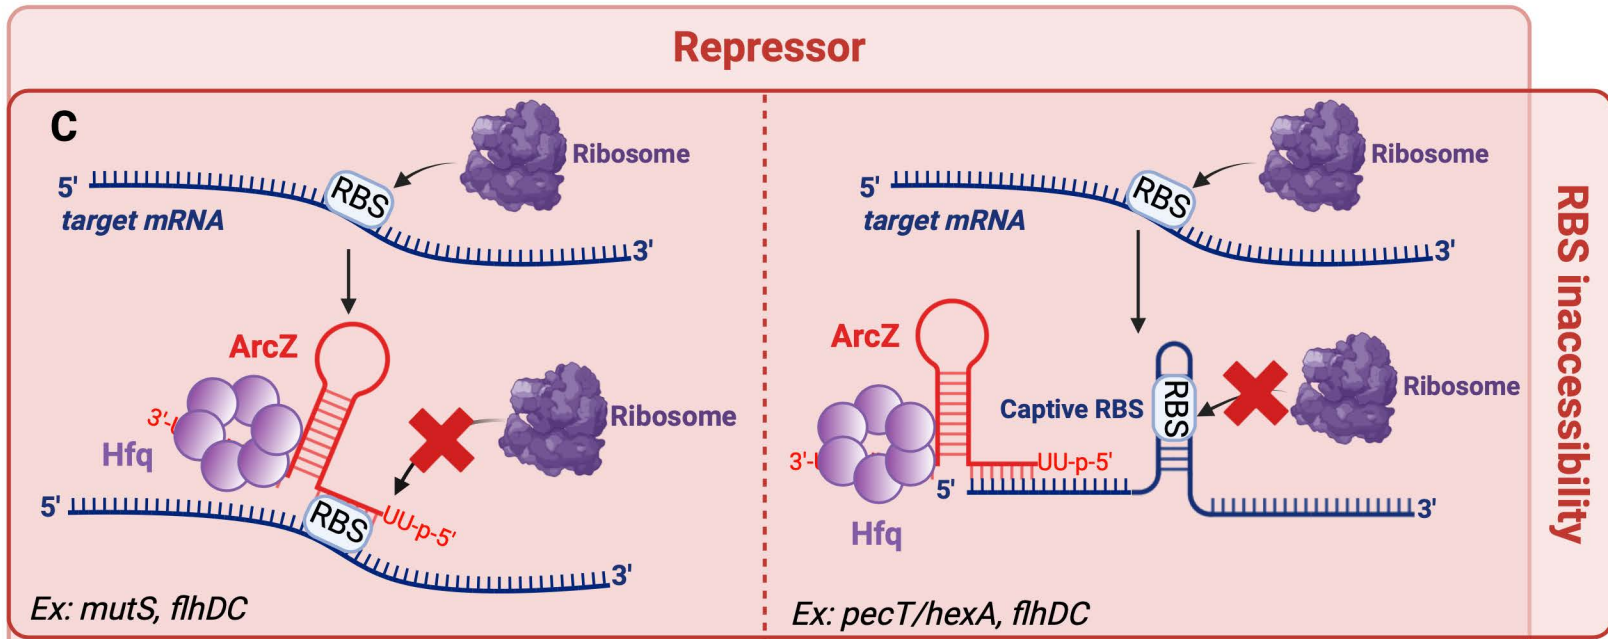 Repressor
C
Ribosome
RBS
5'
target mRNA
3'
ArcZ
3'-U
Hfq
Ribosome
5'
RBS
UU-p-5'
3'
Ex: mutS, flhDC
Ribosome
RBS
5'
target mRNA
3'
ArcZ
Captive RBS
RBS
Ribosome
3'-U
UU-p-5'
5'
Hfq
3'
Ex: pecT/hexA, flhDC
RBS inaccessibility